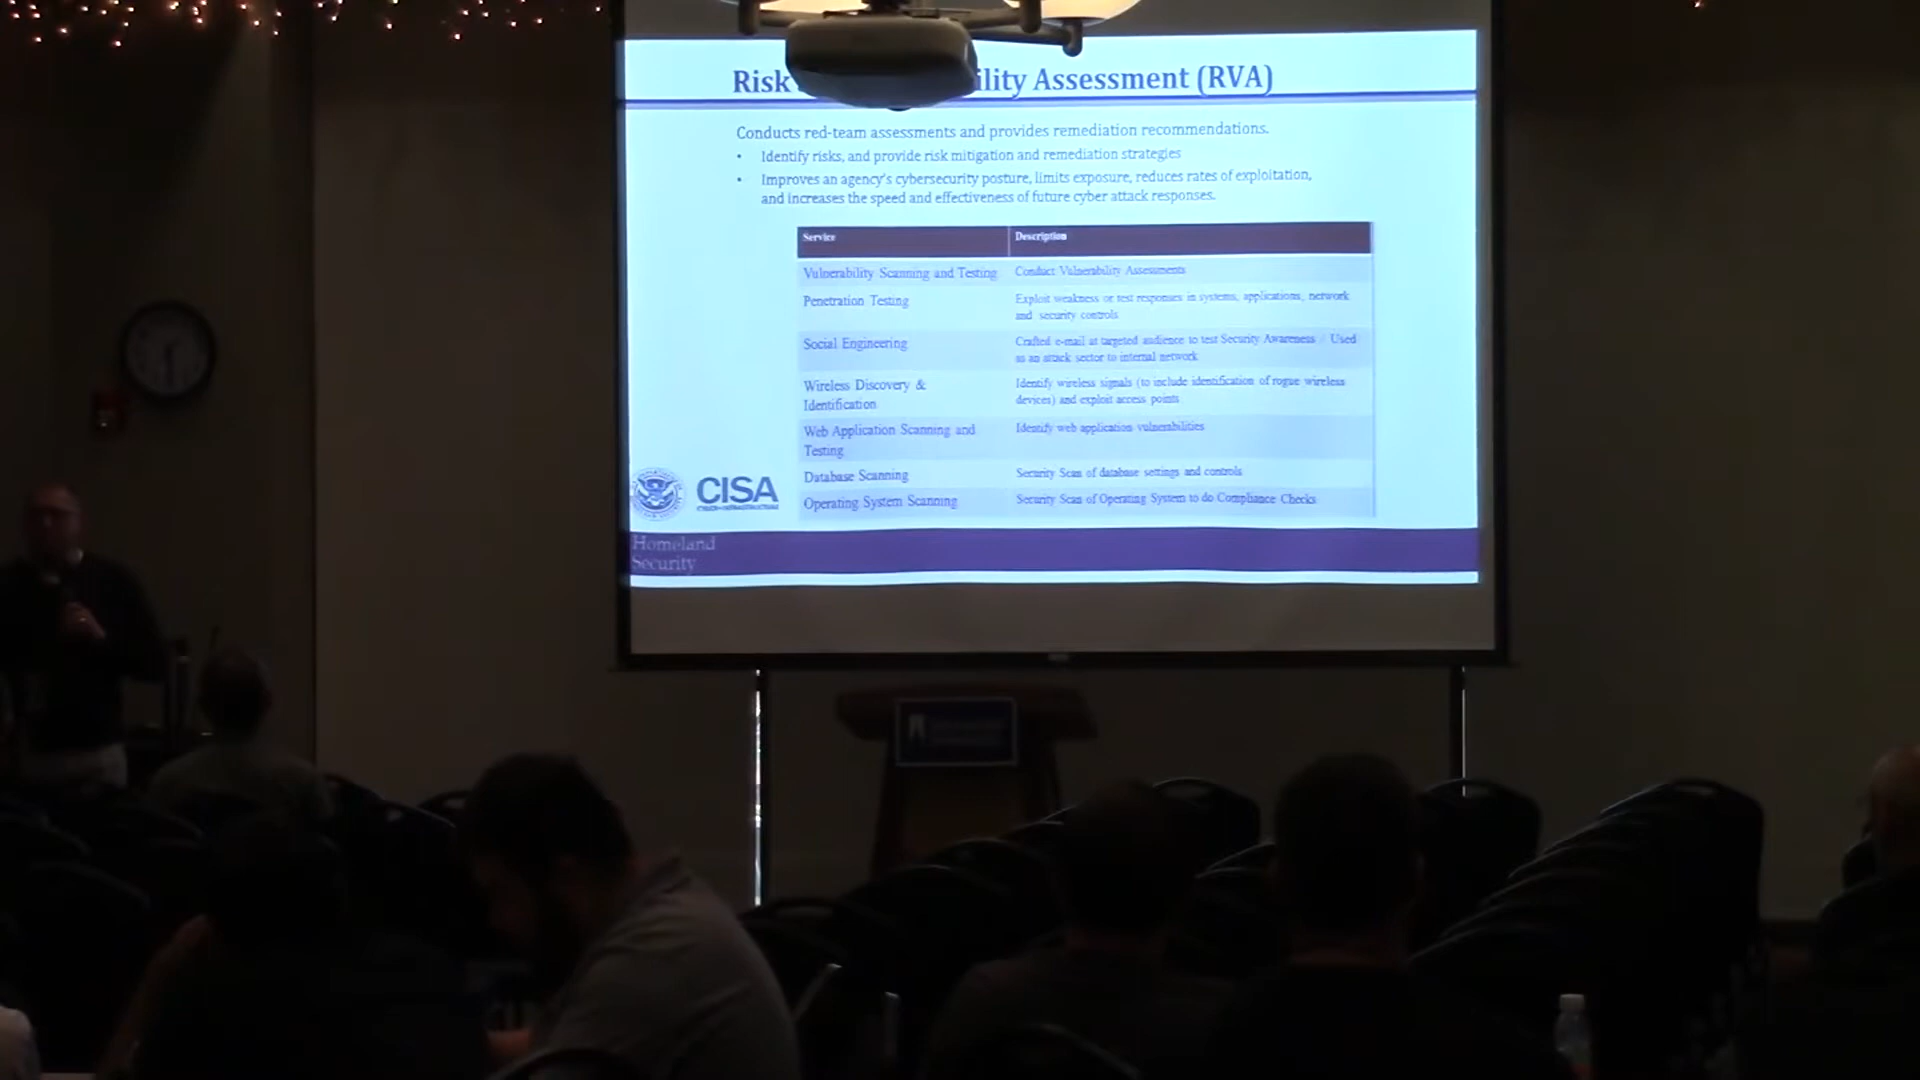 Risk ility Assessment (RVA)
Conducts red-team assessments and provides remediation recommendations.
• Identify risks, and provide risk mitigation and remediation strategies
• Improves an agency's cybersecurity posture, limits exposure, reduces rates of exploitation,
and increases the speed and effectiveness of future cyber attack responses.
Service Description
Vulnerability Scanning and Testing Conduct Vulnerability Assessments
Penetration Testing Exploit weakness or test responses in systems, applications, network
and security controls
Social Engineering Crafted e-mail at targeted audience to test Security Awareness / Used
as an attack sector to internal network
Wireless Discovery & Identify wireless signals (to include identification of rogue wireless
Identification devices) and exploit access points
Web Application Scanning and Identify web application vulnerabilities
Testing
Database Scanning Security Scan of database settings and controls
Operating System Scanning Security Scan of Operating System to do Compliance Checks
CISA
CYBER+INFRASTRUCTURE
Homeland
Security